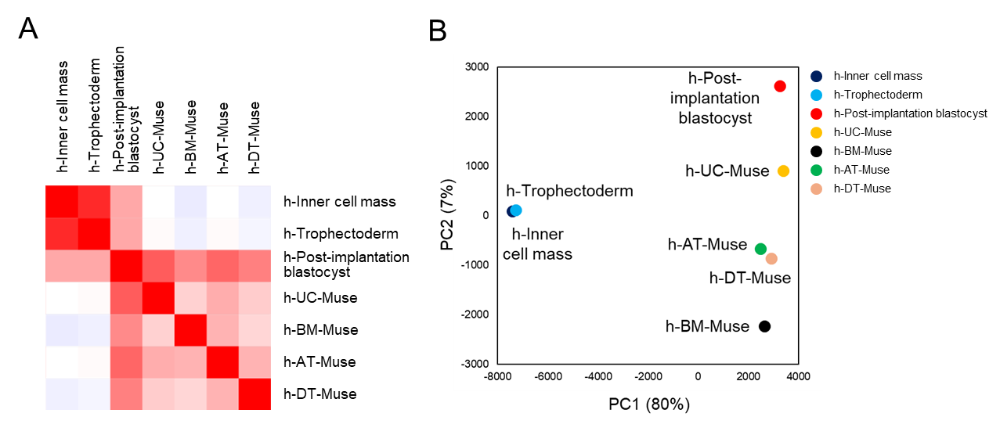 A
h-Inner cell mass
h-Trophectoderm
h-Post-implantation
blastocyst
h-UC-Muse
h-BM-Muse
h-AT-Muse
h-DT-Muse
h-Inner cell mass
h-Trophectoderm
h-Post-implantation
blastocyst
h-UC-Muse
h-BM-Muse
h-AT-Muse
h-DT-Muse
B
PC2 (7%)
3000
2000
1000
0
-1000
-2000
-3000
h-Post-
implantation
blastocyst
h-UC-Muse
h-Trophectoderm
h-Inner
cell mass
h-AT-Muse
h-DT-Muse
h-BM-Muse
-8000
-6000
-4000
-2000
0
2000
4000
PC1 (80%)
h-Inner cell mass
h-Trophectoderm
h-Post-implantation blastocyst
h-UC-Muse
h-BM-Muse
h-AT-Muse
h-DT-Muse